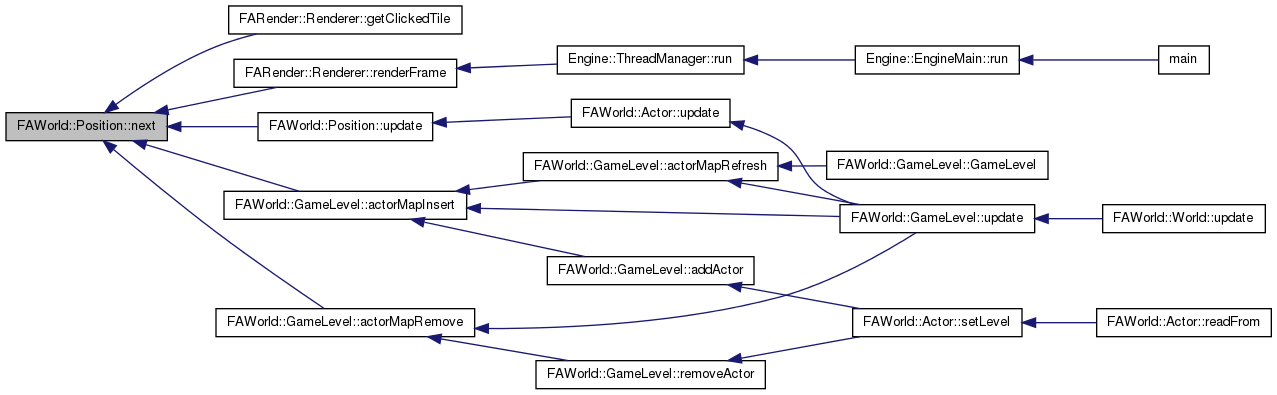 FARender::Renderer::getClickedTile
FARender::Renderer::renderFrame
Engine::ThreadManager::run
Engine::EngineMain::run
main
FAWorld::Position::next
FAWorld::Position::update
FAWorld::Actor::update
FAWorld::GameLevel::actorMapRefresh
FAWorld::GameLevel::GameLevel
FAWorld::GameLevel::actorMapInsert
FAWorld::GameLevel::update
FAWorld::World::update
FAWorld::GameLevel::addActor
FAWorld::GameLevel::actorMapRemove
FAWorld::Actor::setLevel
FAWorld::Actor::readFrom
FAWorld::GameLevel::removeActor